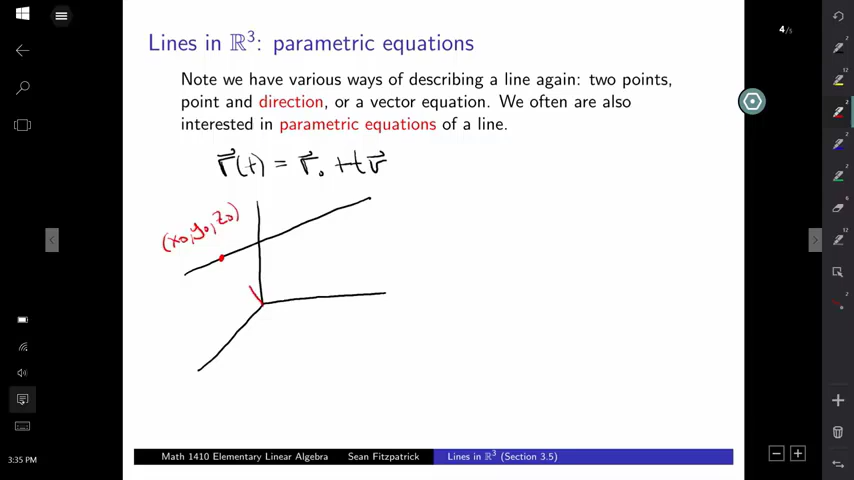 4/5
Lines in ℝ³: parametric equations
Note we have various ways of describing a line again: two points,
point and direction, or a vector equation. We often are also
interested in parametric equations of a line.
r⃗(t) = r⃗₀ + t v⃗
(x₀, y₀, z₀)
Math 1410 Elementary Linear Algebra Sean Fitzpatrick Lines in ℝ³ (Section 3.5)
3:35 PM